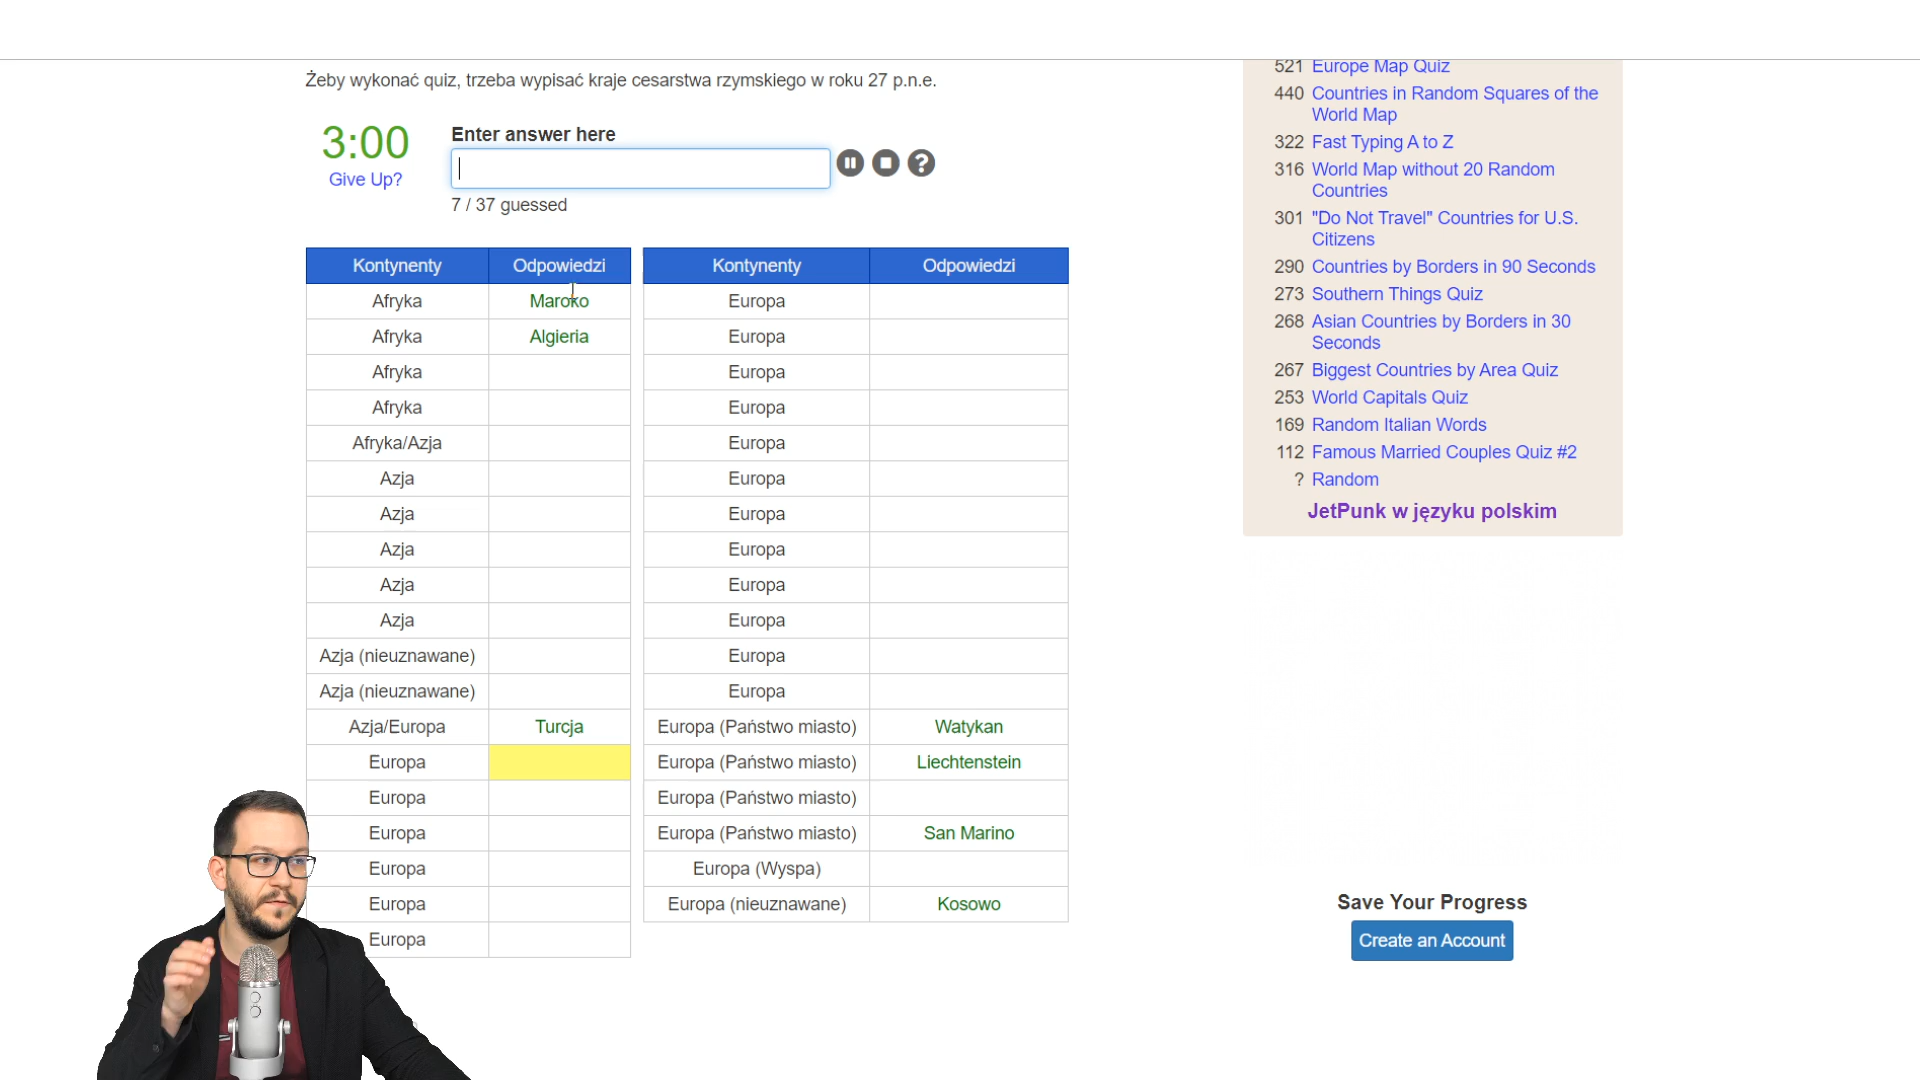 Żeby wykonać quiz, trzeba wypisać kraje cesarstwa rzymskiego w roku 27 p.n.e.
3:00
Give Up?
Enter answer here
7 / 37 guessed
Kontynenty Odpowiedzi
Afryka Maroko
Afryka Algieria
Afryka
Afryka
Afryka/Azja
Azja
Azja
Azja
Azja
Azja
Azja (nieuznawane)
Azja (nieuznawane)
Azja/Europa Turcja
Europa
Europa
Europa
Europa
Europa
Europa
Kontynenty Odpowiedzi
Europa
Europa
Europa
Europa
Europa
Europa
Europa
Europa
Europa
Europa
Europa
Europa
Europa (Państwo miasto) Watykan
Europa (Państwo miasto) Liechtenstein
Europa (Państwo miasto)
Europa (Państwo miasto) San Marino
Europa (Wyspa)
Europa (nieuznawane) Kosowo
521 Europe Map Quiz
440 Countries in Random Squares of the
World Map
322 Fast Typing A to Z
316 World Map without 20 Random
Countries
301 "Do Not Travel" Countries for U.S.
Citizens
290 Countries by Borders in 90 Seconds
273 Southern Things Quiz
268 Asian Countries by Borders in 30
Seconds
267 Biggest Countries by Area Quiz
253 World Capitals Quiz
169 Random Italian Words
112 Famous Married Couples Quiz #2
? Random
JetPunk w języku polskim
Save Your Progress
Create an Account